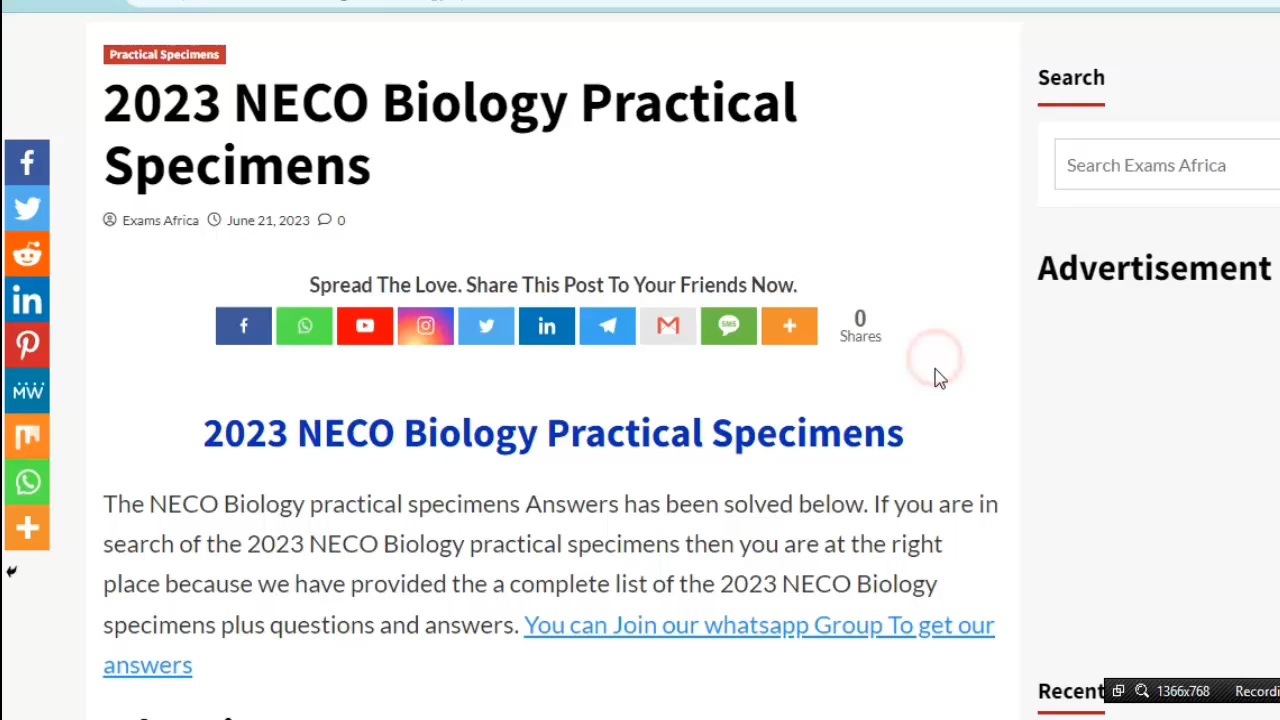 Practical Specimens
2023 NECO Biology Practical
Specimens
Exams Africa June 21, 2023 0
Spread The Love. Share This Post To Your Friends Now.
SMS
0
Shares
2023 NECO Biology Practical Specimens
The NECO Biology practical specimens Answers has been solved below. If you are in
search of the 2023 NECO Biology practical specimens then you are at the right
place because we have provided the a complete list of the 2023 NECO Biology
specimens plus questions and answers. You can Join our whatsapp Group To get our
answers
MW
Search
Search Exams Africa
Advertisement
Recent
1366x768 Recordi